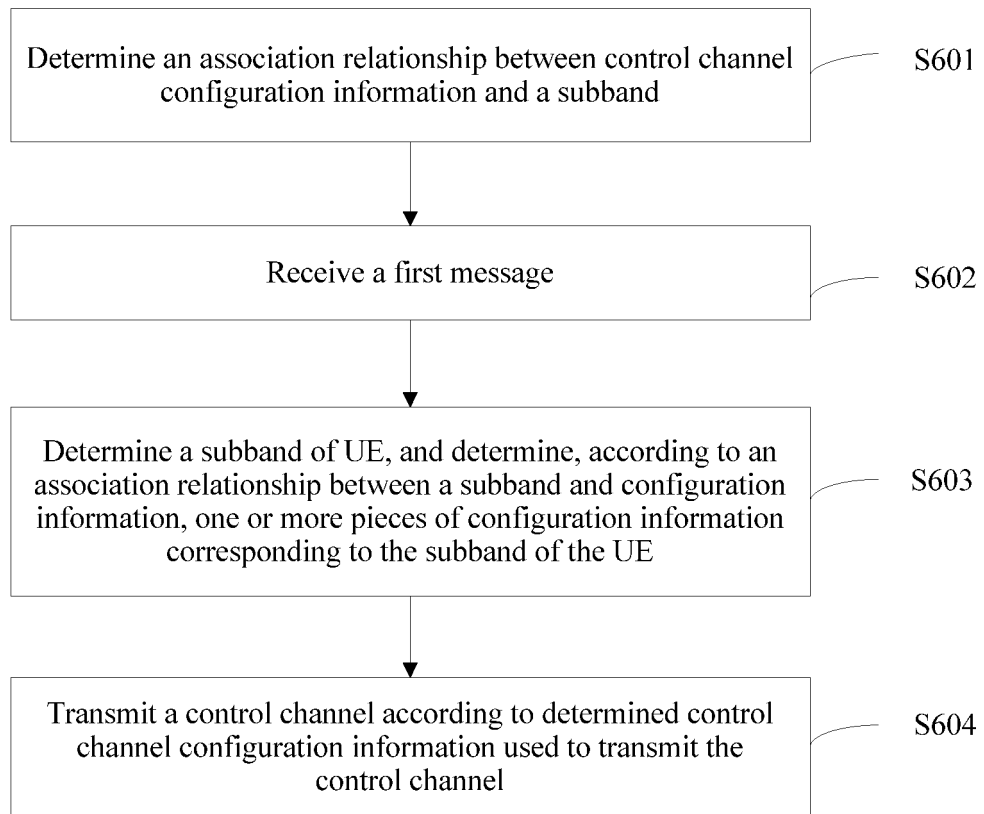 Determine an association relationship between control channel
configuration information and a subband
S601
Receive a first message
S602
Determine a subband of UE, and determine, according to an
association relationship between a subband and configuration
information, one or more pieces of configuration information
corresponding to the subband of the UE
S603
Transmit a control channel according to determined control
channel configuration information used to transmit the
control channel
S604